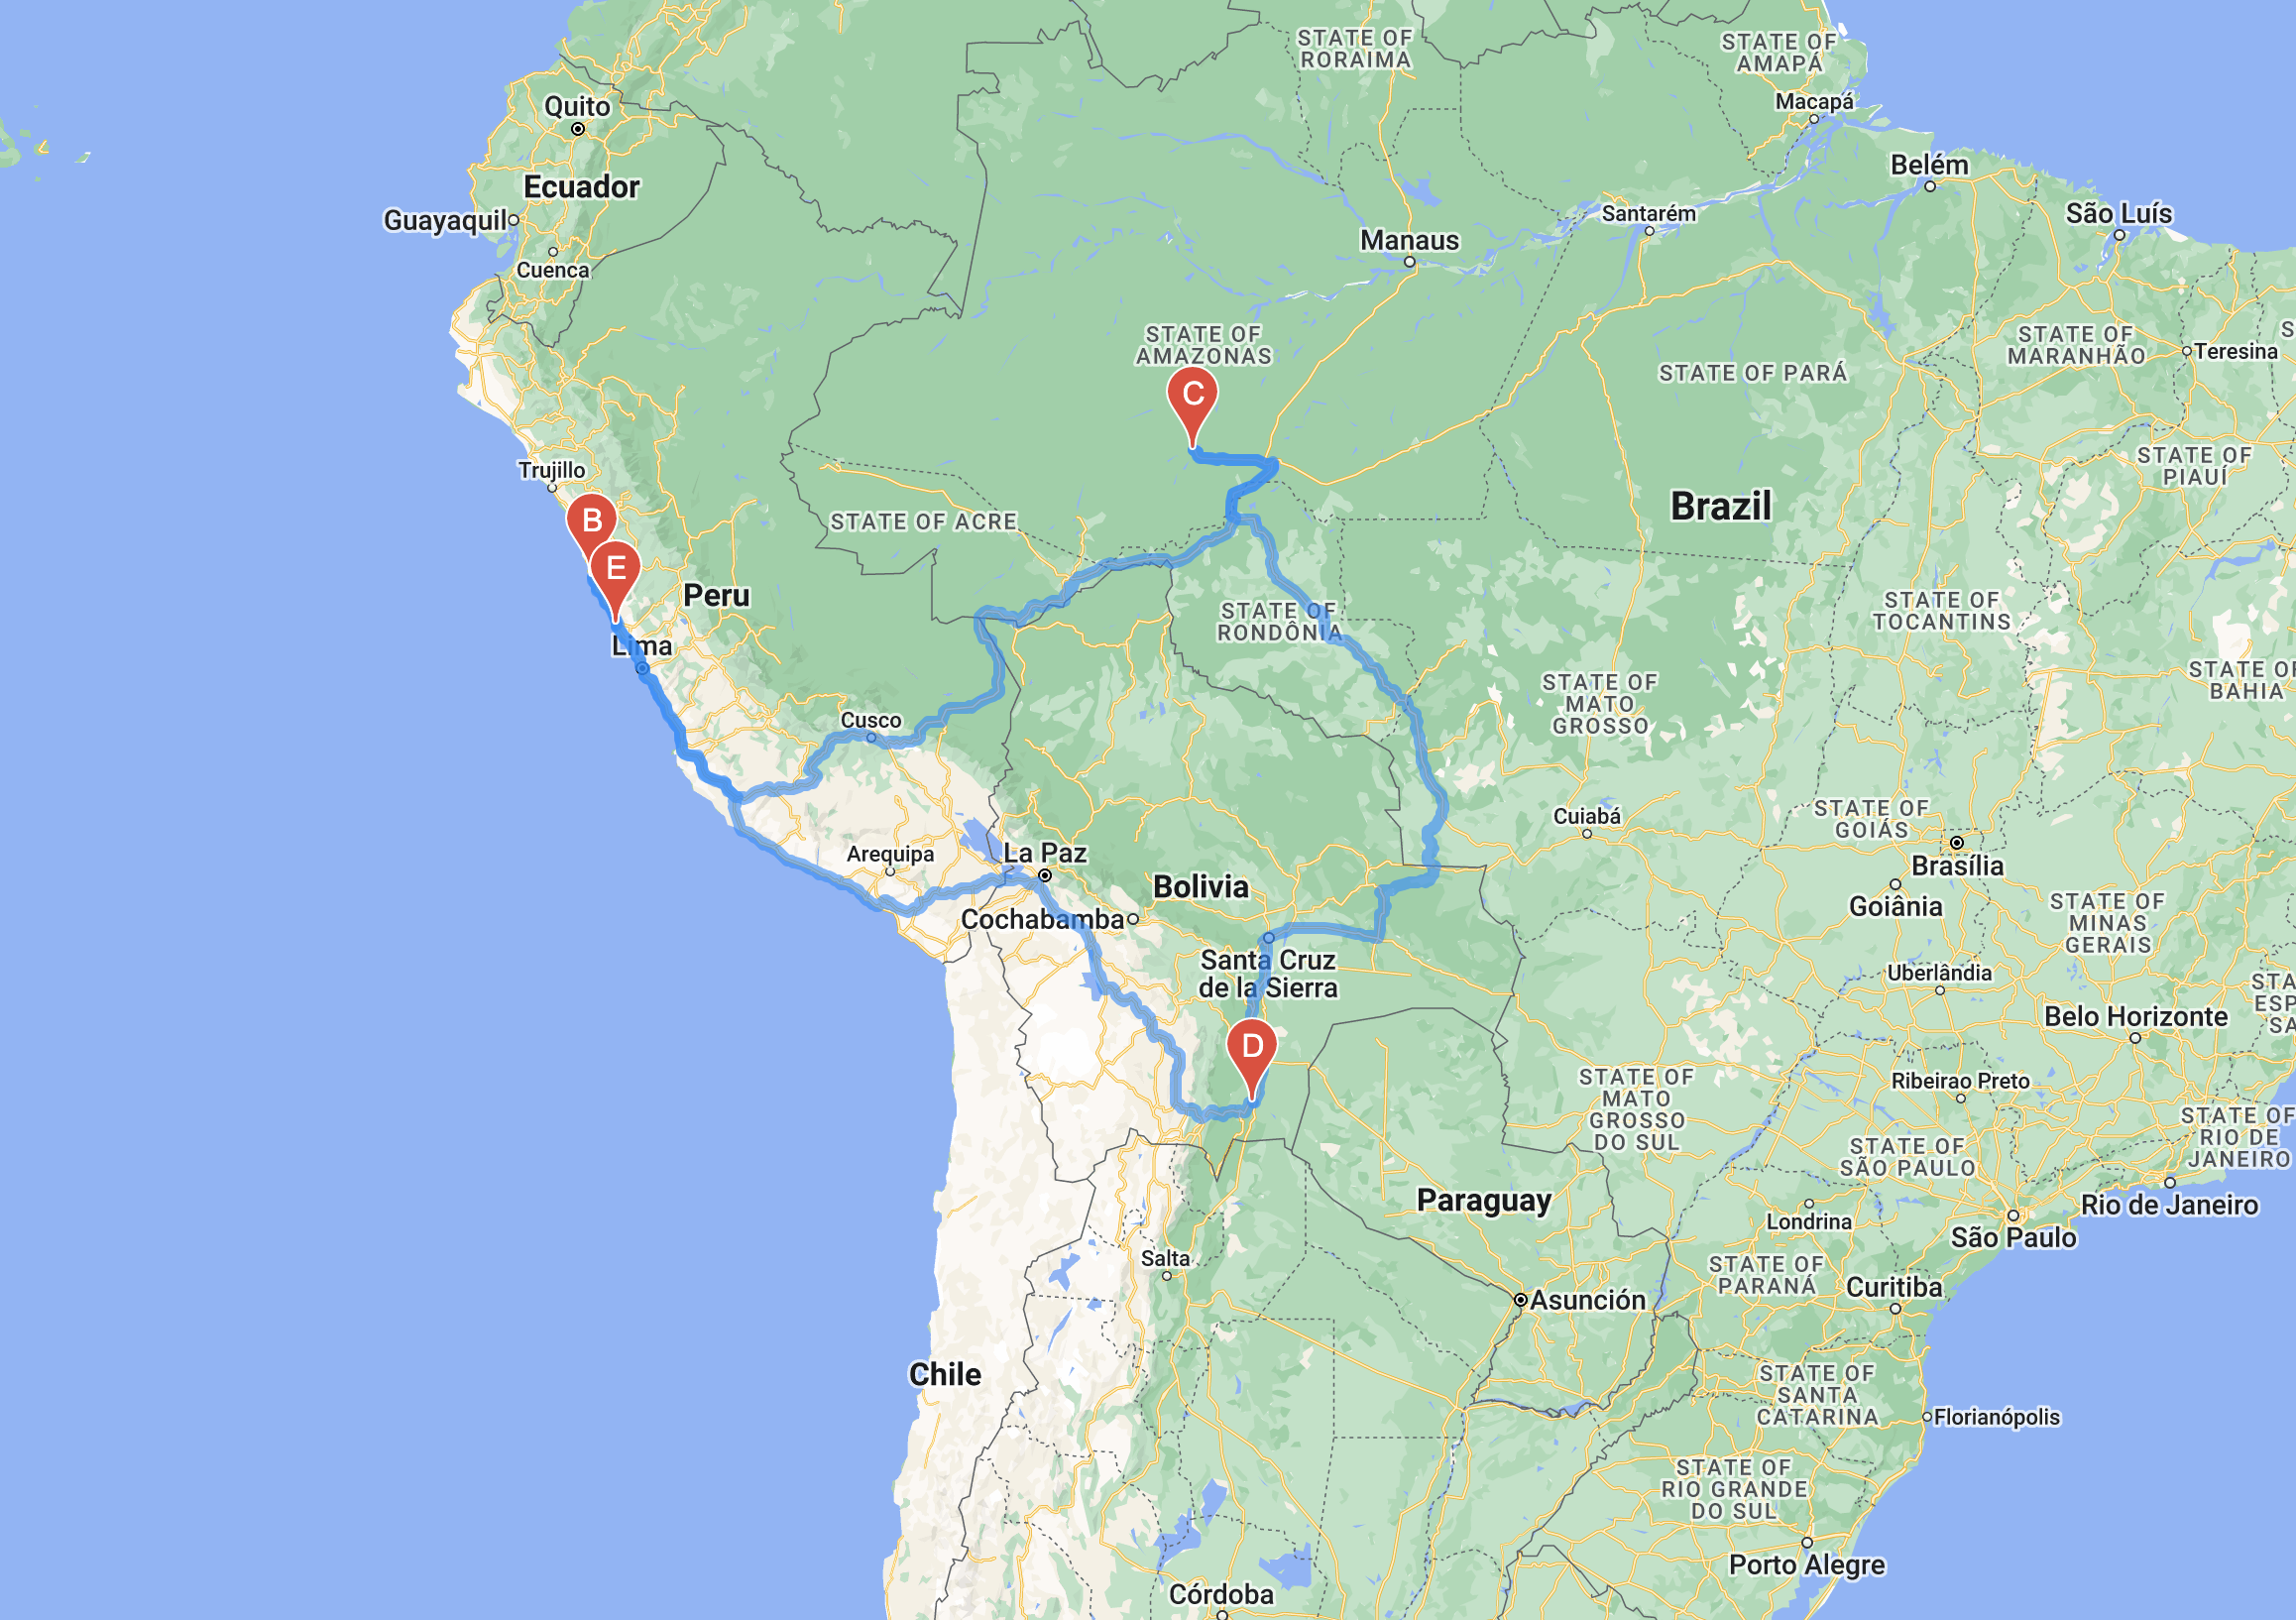 STATE OF
RORAIMA
STATE OF
AMAPÁ
Macapá
Quito
Ecuador
Guayaquil
Cuenca
Belém
São Luís
Santarém
Manaus
STATE OF
AMAZONAS
STATE OF PARÁ
STATE OF
MARANHÃO
Teresina
S
C
Trujillo
STATE OF
PIAUÍ
B
STATE OF ACRE
Brazil
E
Peru
Lima
STATE OF
RONDÔNIA
STATE OF
TOCANTINS
STATE OF
MATO
GROSSO
STATE OF
BAHIA
Cusco
Cuiabá
STATE OF
GOIÁS
Brasília
Goiânia
Arequipa
La Paz
Bolivia
Cochabamba
STATE OF
MINAS
GERAIS
Santa Cruz
de la Sierra
Uberlândia
STA
ESP
SA
Belo Horizonte
D
STATE OF
MATO
GROSSO
DO SUL
Ribeirao Preto
STATE OF
RIO DE
JANEIRO
STATE OF
SÃO PAULO
Paraguay
Londrina
Rio de Janeiro
São Paulo
Salta
STATE OF
PARANÁ
Curitiba
Asunción
Chile
STATE OF
SANTA
CATARINA
Florianópolis
STATE OF
RIO GRANDE
DO SUL
Porto Alegre
Córdoba